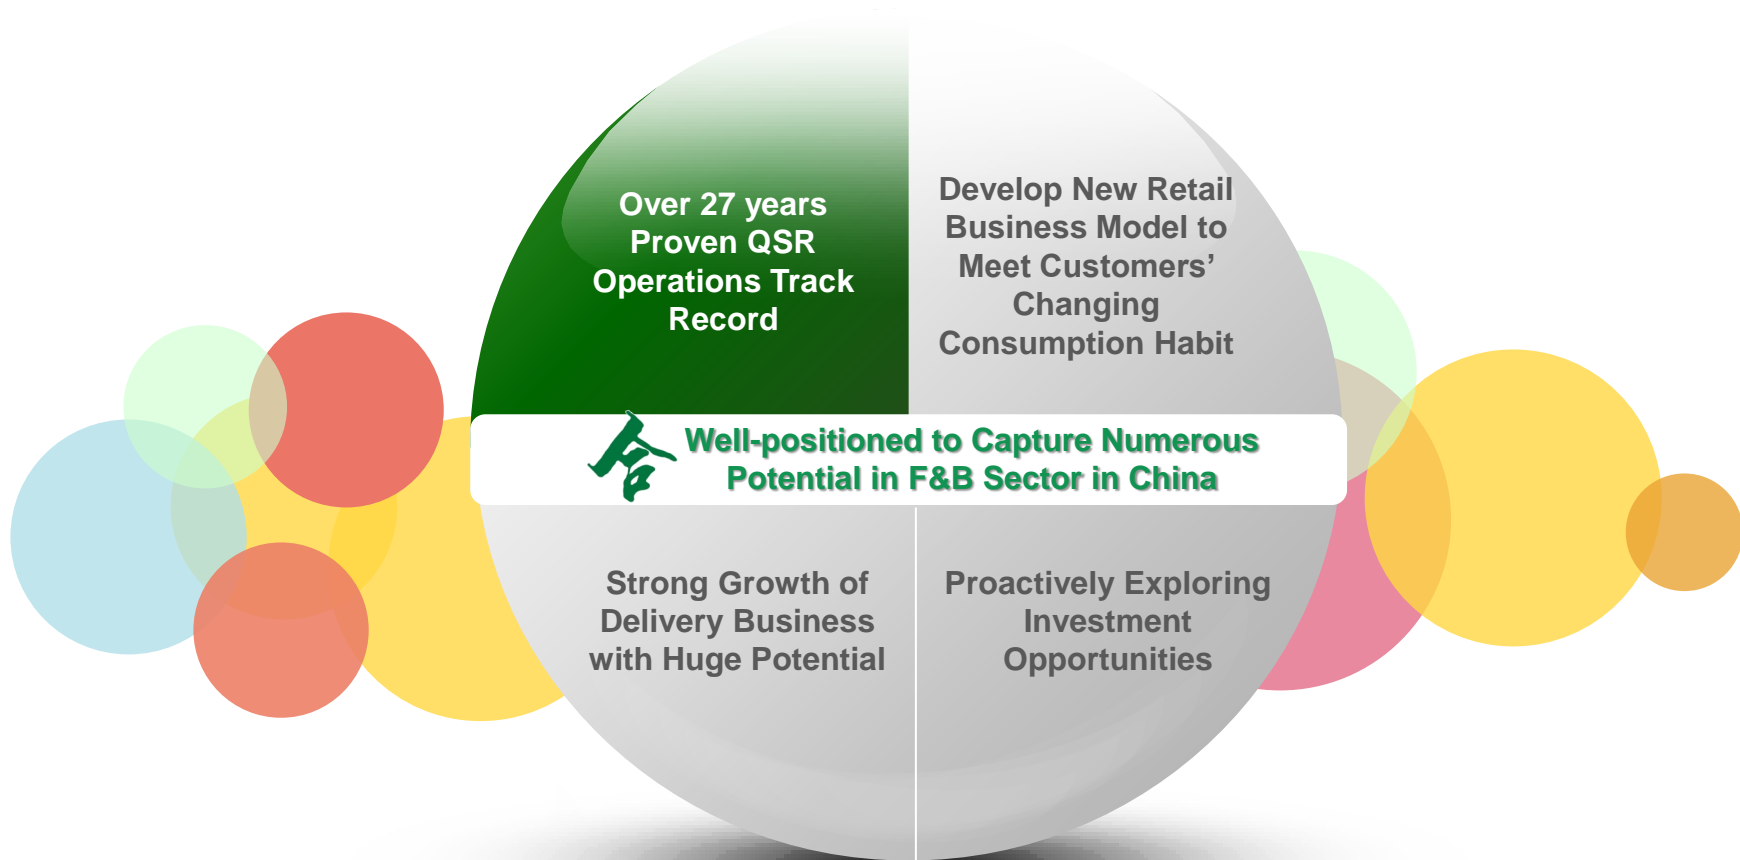 Over 27 years
Proven QSR
Operations Track
Record
Develop New Retail
Business Model to
Meet Customers’
Changing
Consumption Habit
Well-positioned to Capture Numerous
Potential in F&B Sector in China
Strong Growth of
Delivery Business
with Huge Potential
Proactively Exploring
Investment
Opportunities